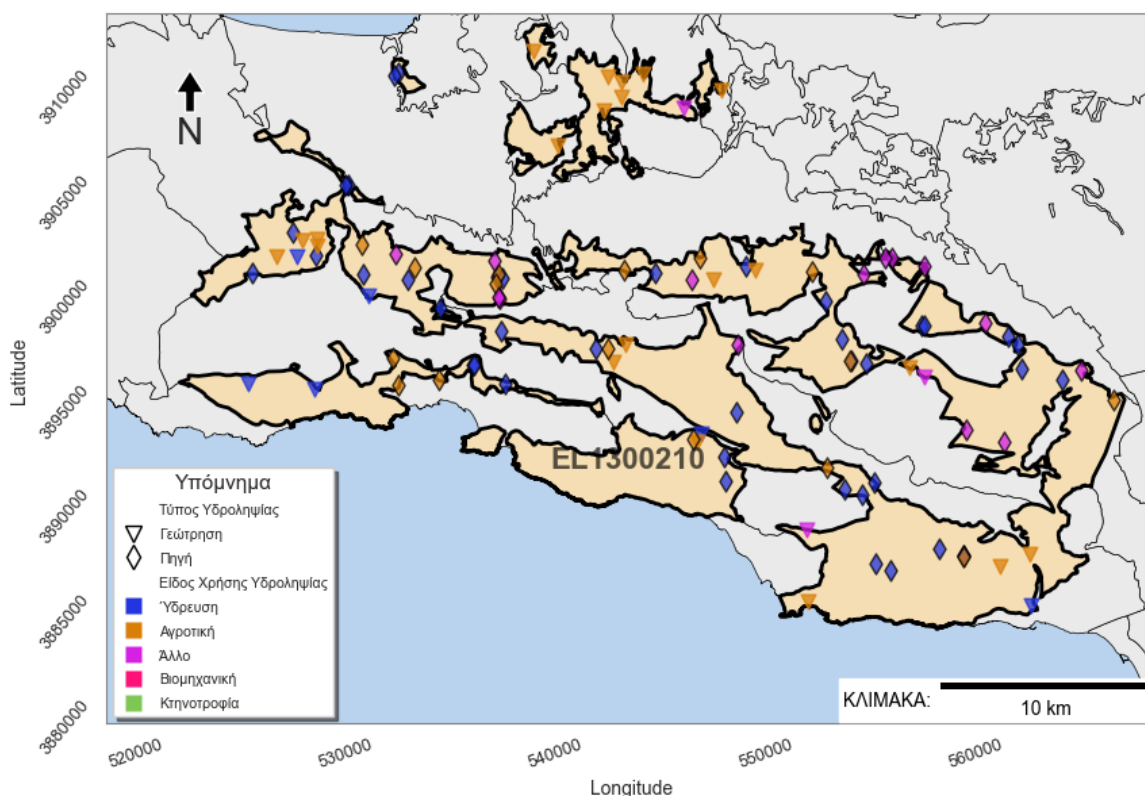 3910000
3905000
3900000
3895000
3890000
3885000
3880000
Latitude
N
EL1300210
Υπόμνημα
Τύπος Υδροληψίας
Γεώτρηση
Πηγή
Είδος Χρήσης Υδροληψίας
Ύδρευση
Αγροτική
Άλλο
Βιομηχανική
Κτηνοτροφία
ΚΛΙΜΑΚΑ:
10 km
520000
530000
540000
550000
560000
Longitude